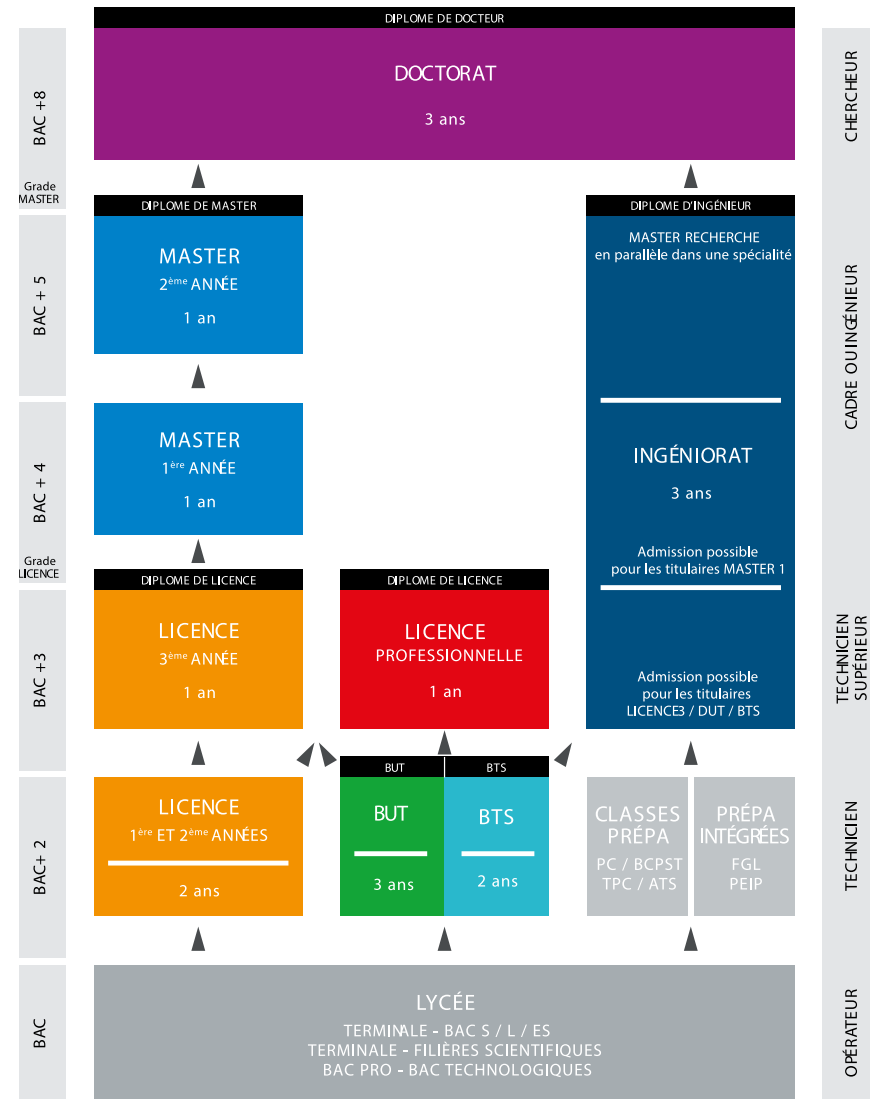 DIPLOME DE DOCTEUR
DOCTORAT
3 ans
BAC +8
CHERCHEUR
Grade
MASTER
DIPLOME DE MASTER
MASTER
2ème ANNÉE
1 an
DIPLOME D'INGÉNIEUR
MASTER RECHERCHE
en parallèle dans une spécialité
BAC + 5
CADRE OU INGÉNIEUR
MASTER
1ère ANNÉE
1 an
INGÉNIORAT
3 ans
Admission possible
pour les titulaires MASTER 1
BAC + 4
Grade
LICENCE
DIPLOME DE LICENCE
LICENCE
3ème ANNÉE
1 an
DIPLOME DE LICENCE
LICENCE
PROFESSIONNELLE
1 an
Admission possible
pour les titulaires
LICENCE3 / DUT / BTS
BAC +3
TECHNICIEN
SUPÉRIEUR
LICENCE
1ère ET 2ème ANNÉES
2 ans
BUT
BTS
BUT
3 ans
BTS
2 ans
CLASSES
PRÉPA
PC / BCPST
TPC / ATS
PRÉPA
INTÉGRÉES
FGL
PEIP
BAC+ 2
TECHNICIEN
LYCÉE
TERMINALE - BAC S / L / ES
TERMINALE - FILIÈRES SCIENTIFIQUES
BAC PRO - BAC TECHNOLOGIQUES
BAC
OPÉRATEUR